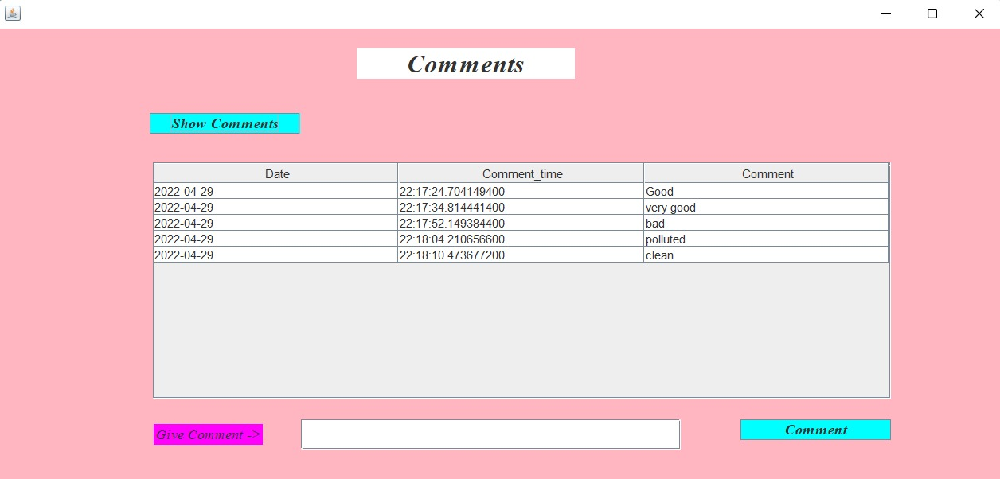 Comments
Show Comments
Date Comment_time Comment
2022-04-29 22:17:24.704149400 Good
2022-04-29 22:17:34.814441400 very good
2022-04-29 22:17:52.149384400 bad
2022-04-29 22:18:04.210656600 polluted
2022-04-29 22:18:10.473677200 clean
Give Comment -> Comment